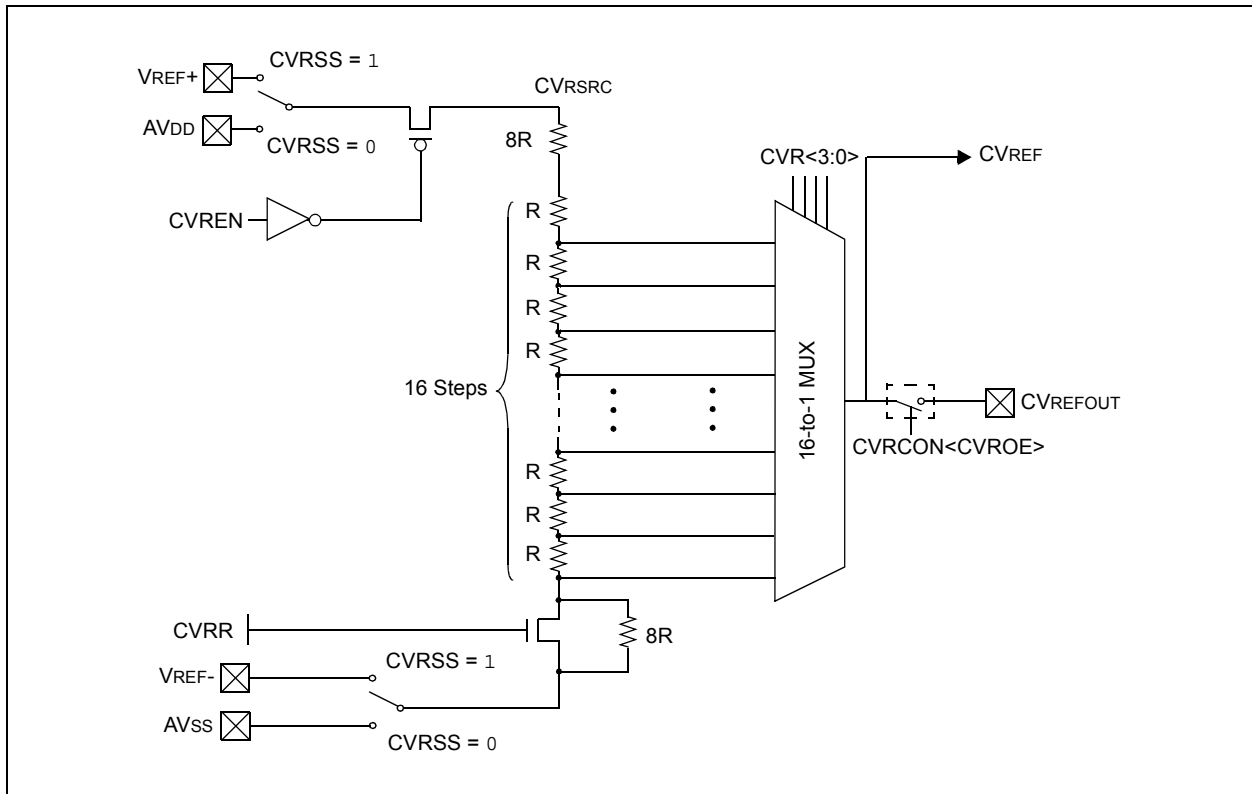 CVRSS = 1
VREF+
CVRSRC
AVDD
8R
CVRSS = 0
CVR<3:0>
CVREF
CVREN
R
R
R
R
16 Steps
16-to-1 MUX
CVREFOUT
CVRCON<CVROE>
R
R
R
CVRR
8R
CVRSS = 1
VREF-
AVSS
CVRSS = 0